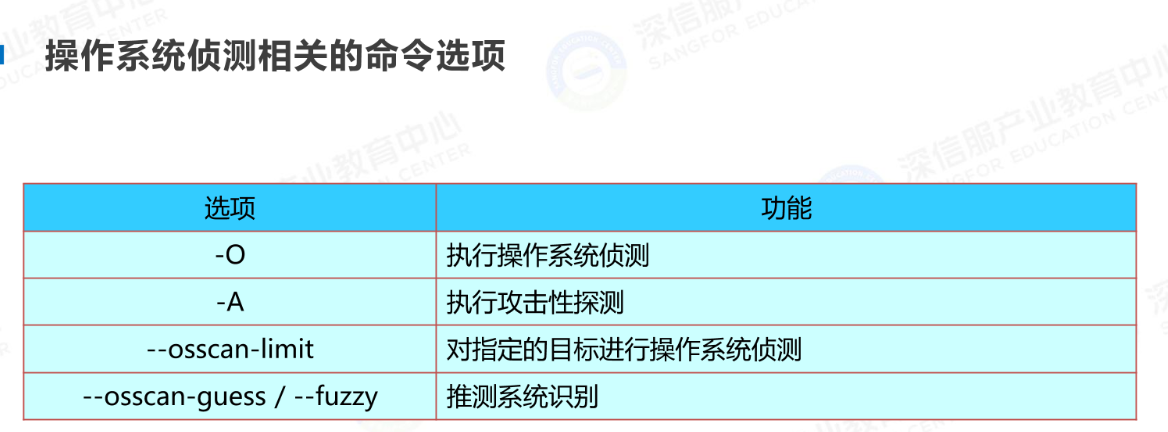 操作系统侦测相关的命令选项
选项 功能
-O 执行操作系统侦测
-A 执行攻击性探测
--osscan-limit 对指定的目标进行操作系统侦测
--osscan-guess / --fuzzy 推测系统识别
深信服产业教育中心
SANGFOR EDUCATION CENTER